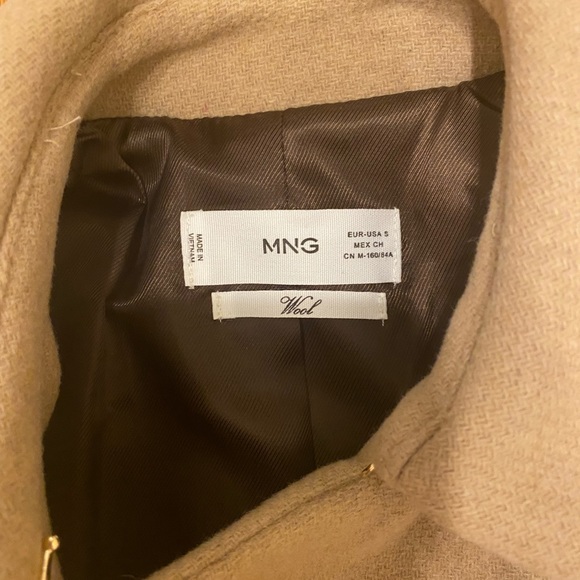 MADE IN
VIETNAM
MNG
EUR-USA S
MEX CH
CN M-160/84A
Wool